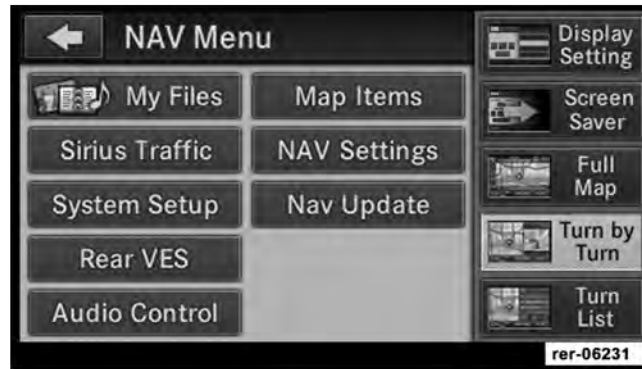 NAV Menu
My Files
Map Items
Sirius Traffic
NAV Settings
System Setup
Nav Update
Rear VES
Audio Control
Display
Setting
Screen
Saver
Full
Map
Turn by
Turn
Turn
List
rer-06231